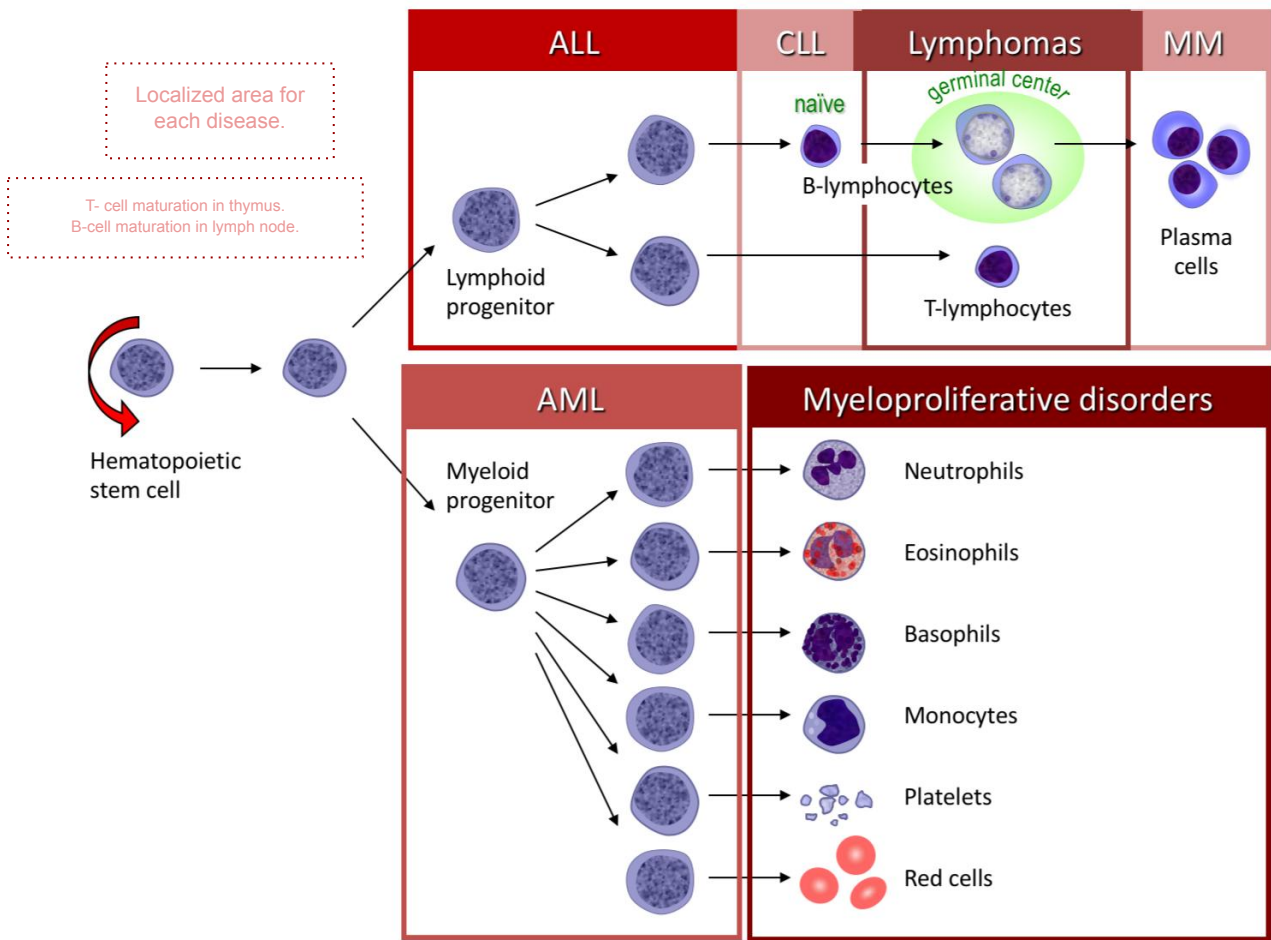 ALL
CLL
Lymphomas
MM
Localized area for
each disease.
T- cell maturation in thymus.
B-cell maturation in lymph node.
naïve
germinal center
B-lymphocytes
Lymphoid
progenitor
T-lymphocytes
Plasma
cells
Hematopoietic
stem cell
AML
Myeloproliferative disorders
Myeloid
progenitor
Neutrophils
Eosinophils
Basophils
Monocytes
Platelets
Red cells